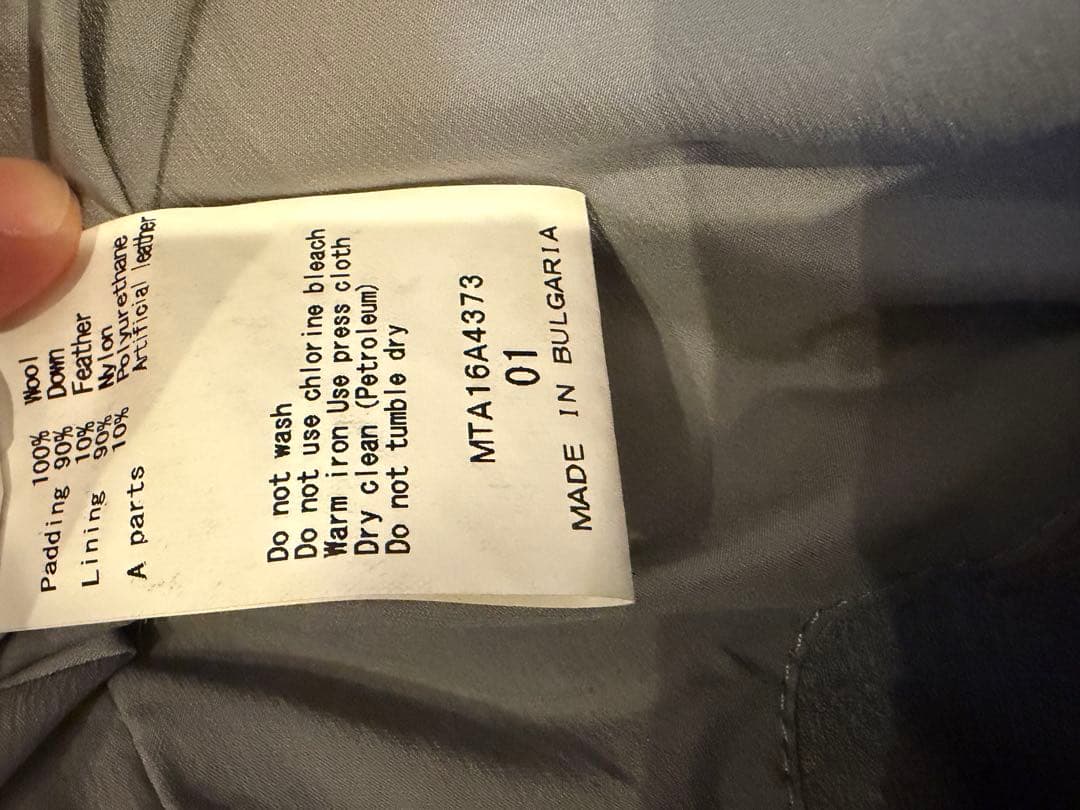 100% Wool
Padding 90% Down
10% Feather
Lining 90% Nylon
10% Polyurethane
A parts Artificial leather
Do not wash
Do not use chlorine bleach
Warm iron Use press cloth
Dry clean (Petroleum)
Do not tumble dry
MTA16A4373
01
MADE IN BULGARIA